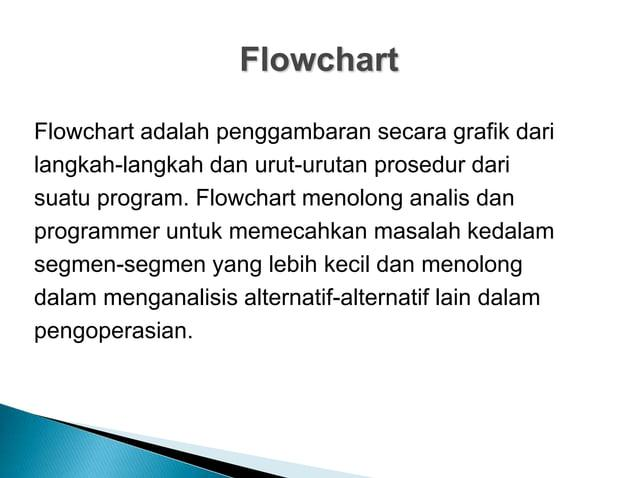 Flowchart
Flowchart adalah penggambaran secara grafik dari
langkah-langkah dan urut-urutan prosedur dari
suatu program. Flowchart menolong analis dan
programmer untuk memecahkan masalah kedalam
segmen-segmen yang lebih kecil dan menolong
dalam menganalisis alternatif-alternatif lain dalam
pengoperasian.